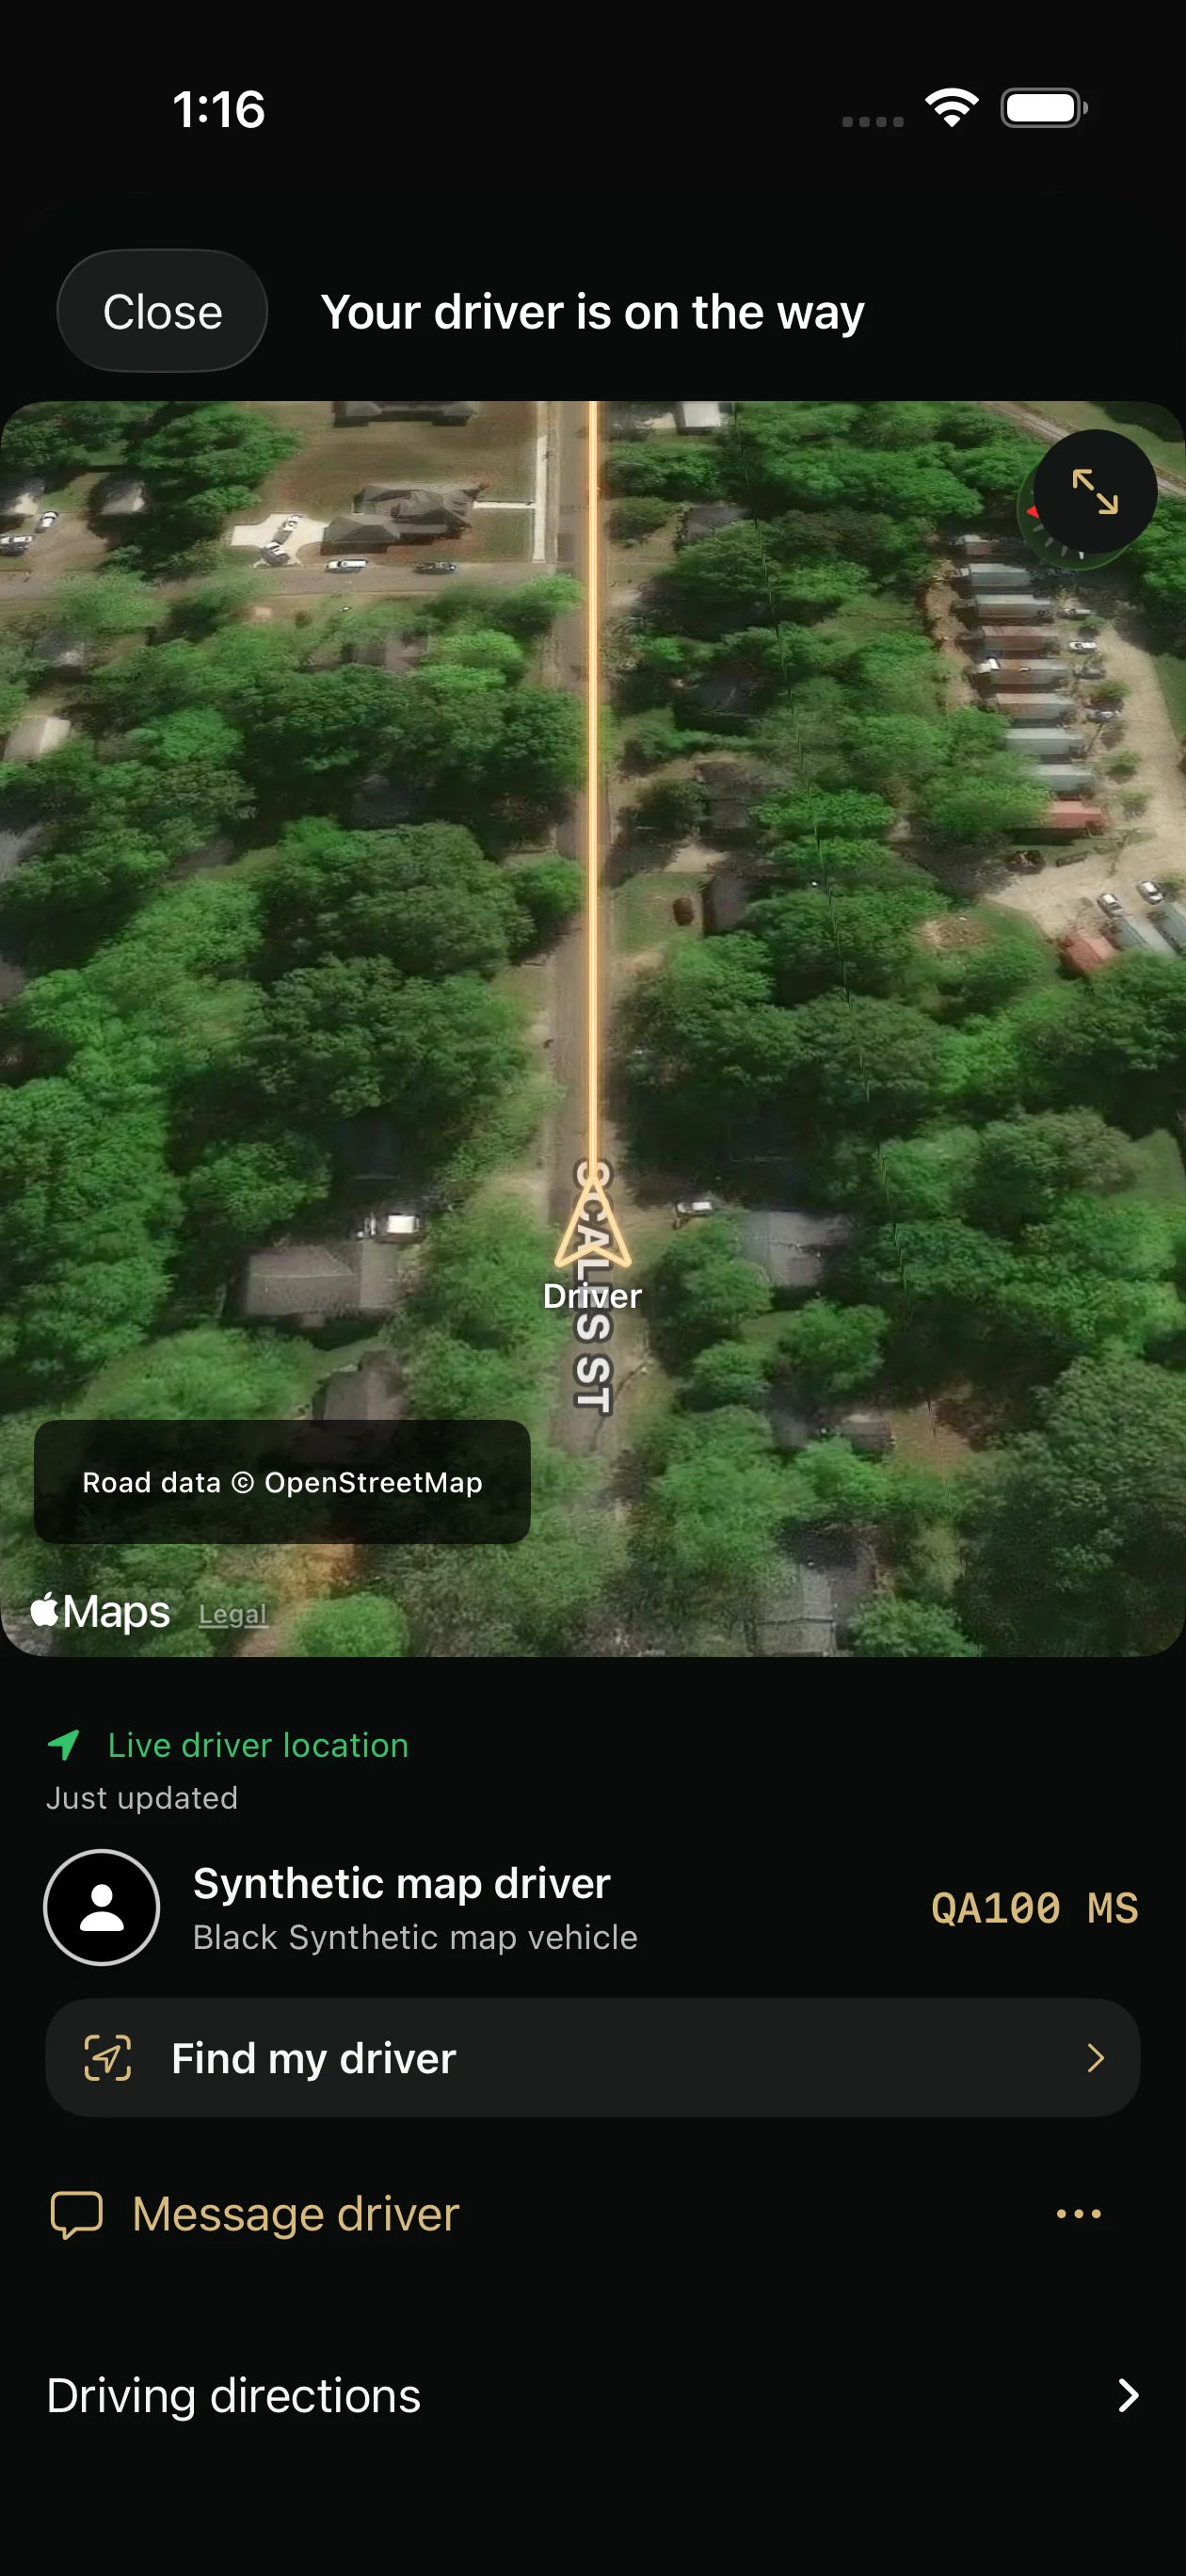 1:16
Close
Your driver is on the way
SCALES ST
Driver
Road data © OpenStreetMap
Maps
Legal
Live driver location
Just updated
Synthetic map driver
Black Synthetic map vehicle
QA100 MS
Find my driver
Message driver
Driving directions